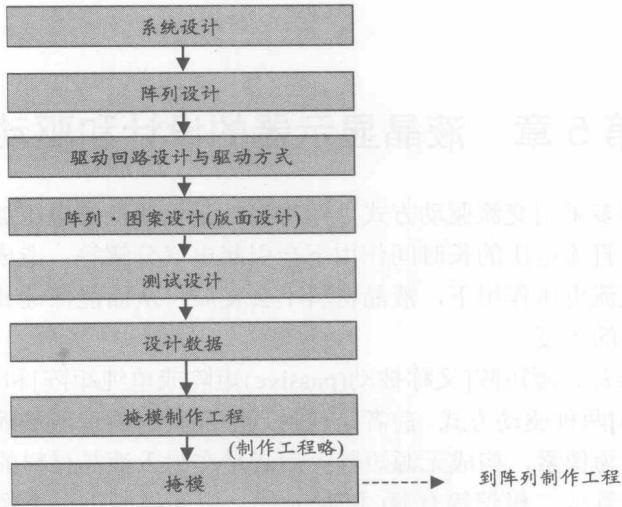 系统设计
阵列设计
驱动回路设计与驱动方式
阵列·图案设计(版面设计)
测试设计
设计数据
掩模制作工程
(制作工程略)
掩模
到阵列制作工程